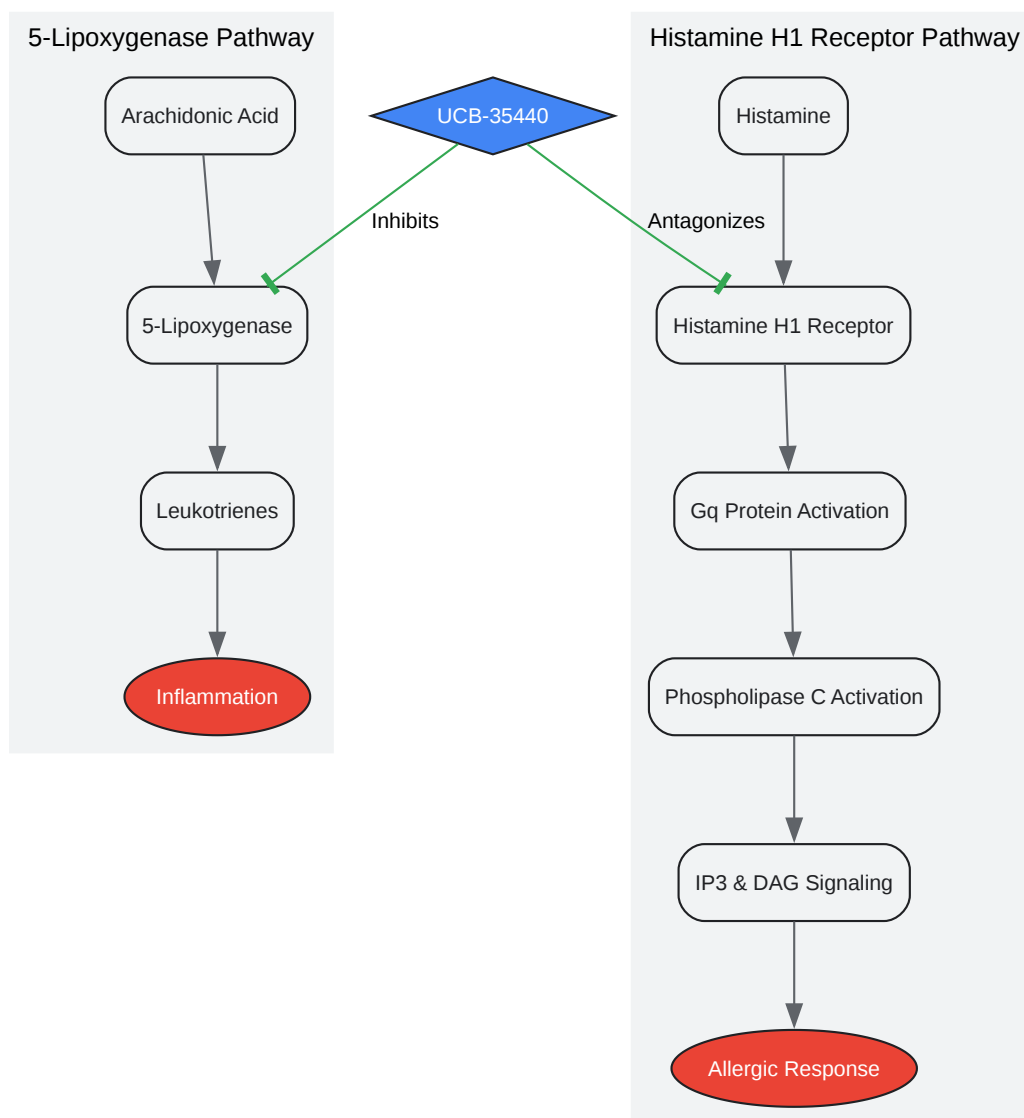 5-Lipoxygenase Pathway
Histamine H1 Receptor Pathway
Arachidonic Acid
UCB-35440
Histamine
Inhibits
Antagonizes
5-Lipoxygenase
Histamine H1 Receptor
Leukotrienes
Gq Protein Activation
Inflammation
Phospholipase C Activation
IP3 & DAG Signaling
Allergic Response